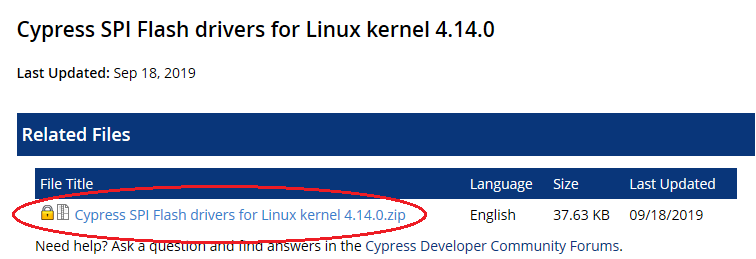 Cypress SPI Flash drivers for Linux kernel 4.14.0
Last Updated: Sep 18, 2019
Related Files
File Title Language Size Last Updated
Cypress SPI Flash drivers for Linux kernel 4.14.0.zip English 37.63 KB 09/18/2019
Need help? Ask a question and find answers in the Cypress Developer Community Forums.